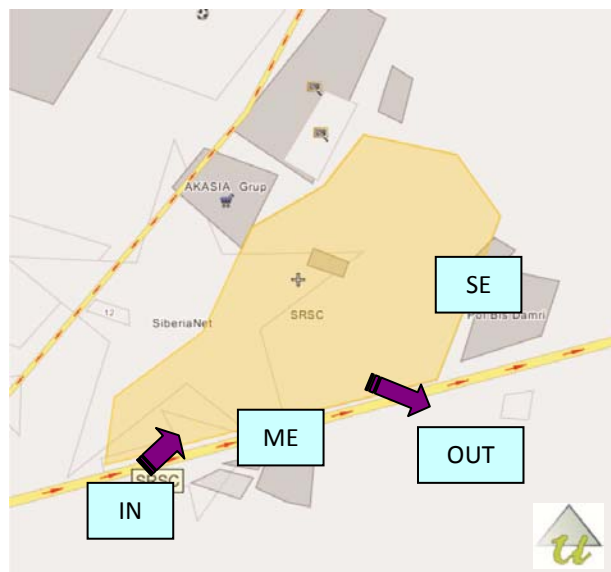 AKASIA Grup
12
SiberiaNet
SRSC
SE
Pol Bis Damri
ME
OUT
SRSC
IN
u